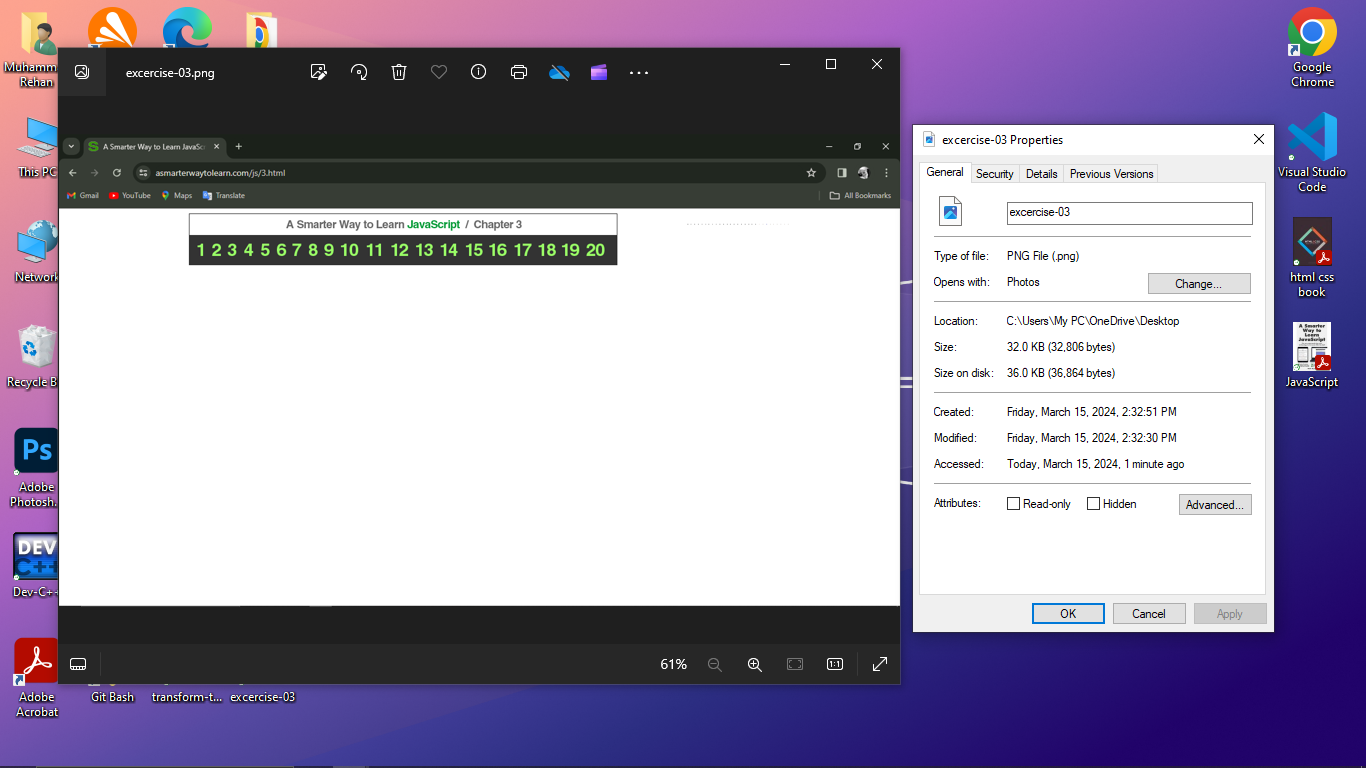 Muhamm...
Rehan
This PC
Network
Recycle B
Ps
Adobe
Photosh...
DEV
C++
Dev-C++
Adobe
Acrobat
Git Bash
transform-t...
excercise-03
excercise-03.png
A Smarter Way to Learn JavaSc
asmarterwaytolearn.com/js/3.html
Gmail
YouTube
Maps
Translate
All Bookmarks
A Smarter Way to Learn JavaScript / Chapter 3
1 2 3 4 5 6 7 8 9 10 11 12 13 14 15 16 17 18 19 20
61%
1:1
excercise-03 Properties
General
Security
Details
Previous Versions
excercise-03
Type of file: PNG File (.png)
Opens with: Photos
Change...
Location: C:\Users\My PC\OneDrive\Desktop
Size: 32.0 KB (32,806 bytes)
Size on disk: 36.0 KB (36,864 bytes)
Created: Friday, March 15, 2024, 2:32:51 PM
Modified: Friday, March 15, 2024, 2:32:30 PM
Accessed: Today, March 15, 2024, 1 minute ago
Attributes: Read-only Hidden Advanced...
OK Cancel Apply
Google
Chrome
Visual Studio
Code
html css
book
A Smarter
Way to
Learn
JavaScript
JavaScript